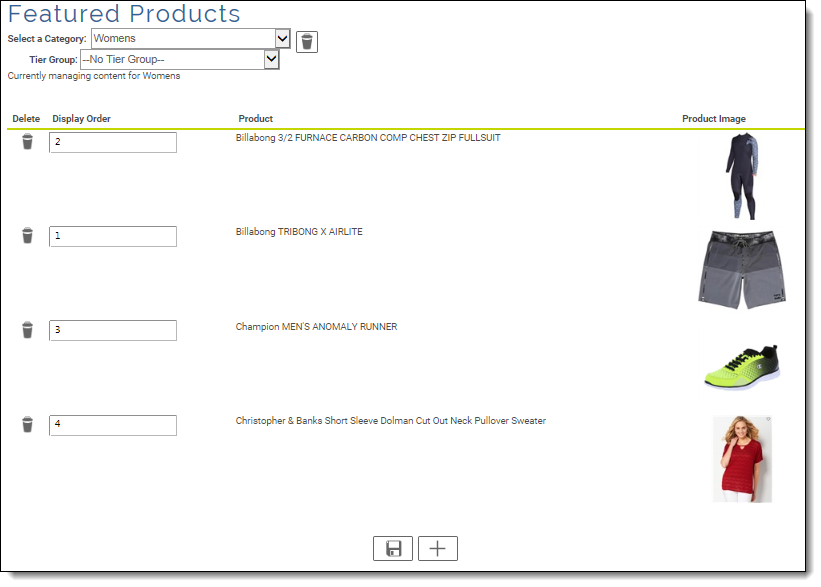 Featured Products
Select a Category: Womens
Tier Group: --No Tier Group--
Currently managing content for Womens
Delete Display Order Product Product Image
2 Billabong 3/2 FURNACE CARBON COMP CHEST ZIP FULLSUIT
1 Billabong TRIBONG X AIRLITE
3 Champion MEN'S ANOMALY RUNNER
4 Christopher & Banks Short Sleeve Dolman Cut Out Neck Pullover Sweater